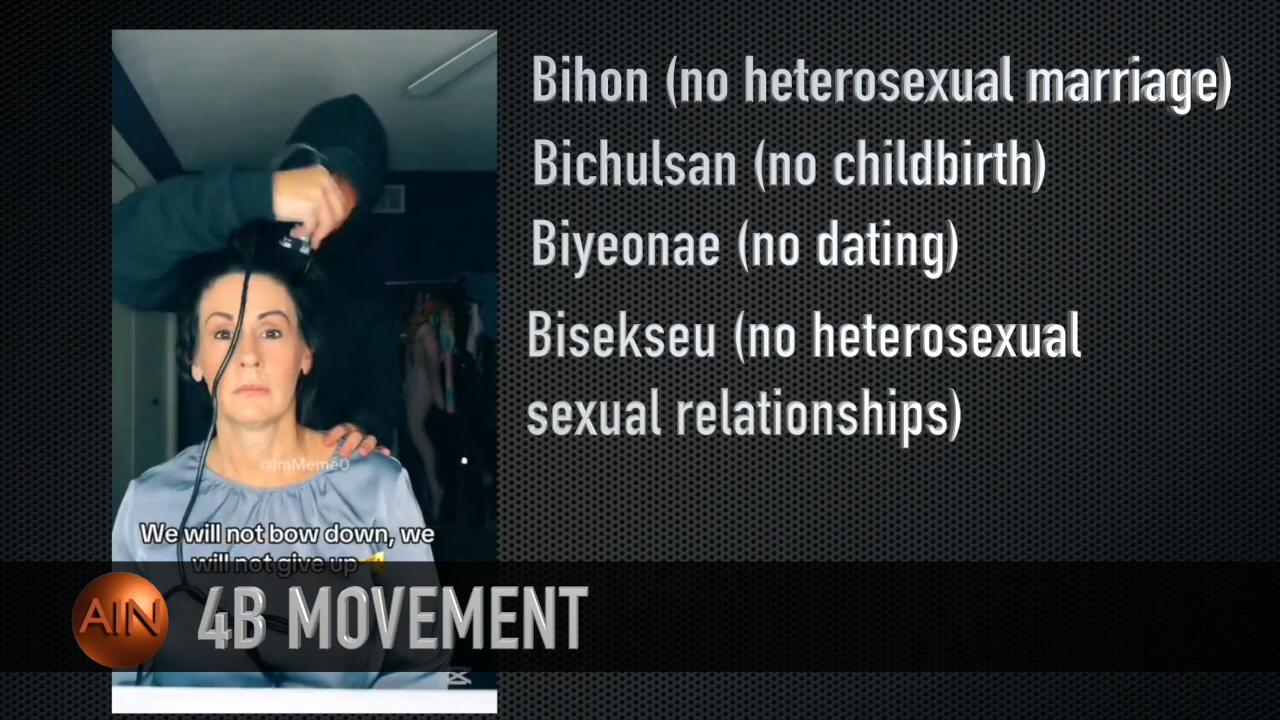 Bihon (no heterosexual marriage)
Bichulsan (no childbirth)
Biyeonae (no dating)
Bisekseu (no heterosexual
sexual relationships)
@ImMeme0
We will not bow down, we
will not give up
AIN
4B MOVEMENT